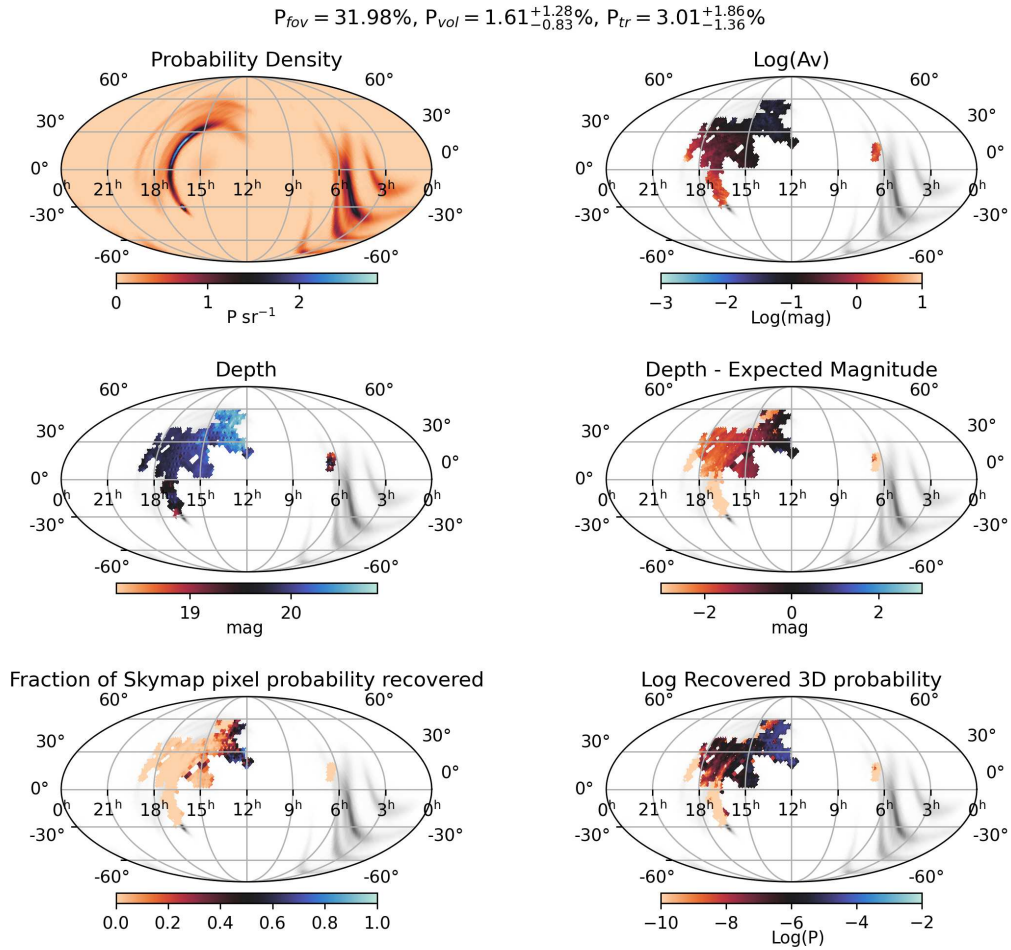 P_fov = 31.98%, P_vol = 1.61^{+1.28}_{−0.83}%, P_tr = 3.01^{+1.86}_{−1.36}%
Probability Density
60°
30°
0°
0°
0h 21h 18h 15h 12h 9h 6h 3h 0h
-30°
-30°
-60°
-60°
0 1 2
P sr⁻¹
Log(Av)
60°
60°
30°
30°
0°
0°
0h 21h 18h 15h 12h 9h 6h 3h 0h
-30°
-30°
-60°
-60°
−3 −2 −1 0 1
Log(mag)
Depth
60°
60°
30°
30°
0°
0°
0h 21h 18h 15h 12h 9h 6h 3h 0h
-30°
-30°
-60°
-60°
19 20
mag
Depth - Expected Magnitude
60°
60°
30°
30°
0°
0°
0h 21h 18h 15h 12h 9h 6h 3h 0h
-30°
-30°
-60°
-60°
−2 0 2
mag
Fraction of Skymap pixel probability recovered
60°
60°
30°
30°
0°
0°
0h 21h 18h 15h 12h 9h 6h 3h 0h
-30°
-30°
-60°
-60°
0.0 0.2 0.4 0.6 0.8 1.0
Log Recovered 3D probability
60°
60°
30°
30°
0°
0°
0h 21h 18h 15h 12h 9h 6h 3h 0h
-30°
-30°
-60°
-60°
−10 −8 −6 −4 −2
Log(P)